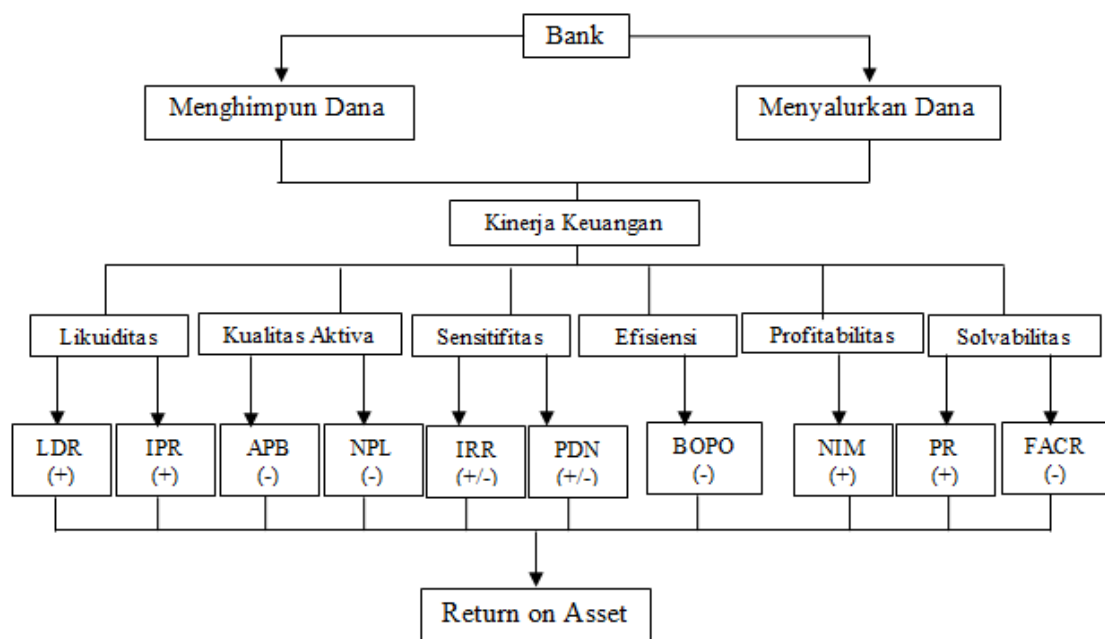 Bank
Menghimpun Dana
Menyalurkan Dana
Kinerja Keuangan
Likuiditas
Kualitas Aktiva
Sensitifitas
Efisiensi
Profitabilitas
Solvabilitas
LDR
(+)
IPR
(+)
APB
(-)
NPL
(-)
IRR
(+/-)
PDN
(+/-)
BOPO
(-)
NIM
(+)
PR
(+)
FACR
(-)
Return on Asset